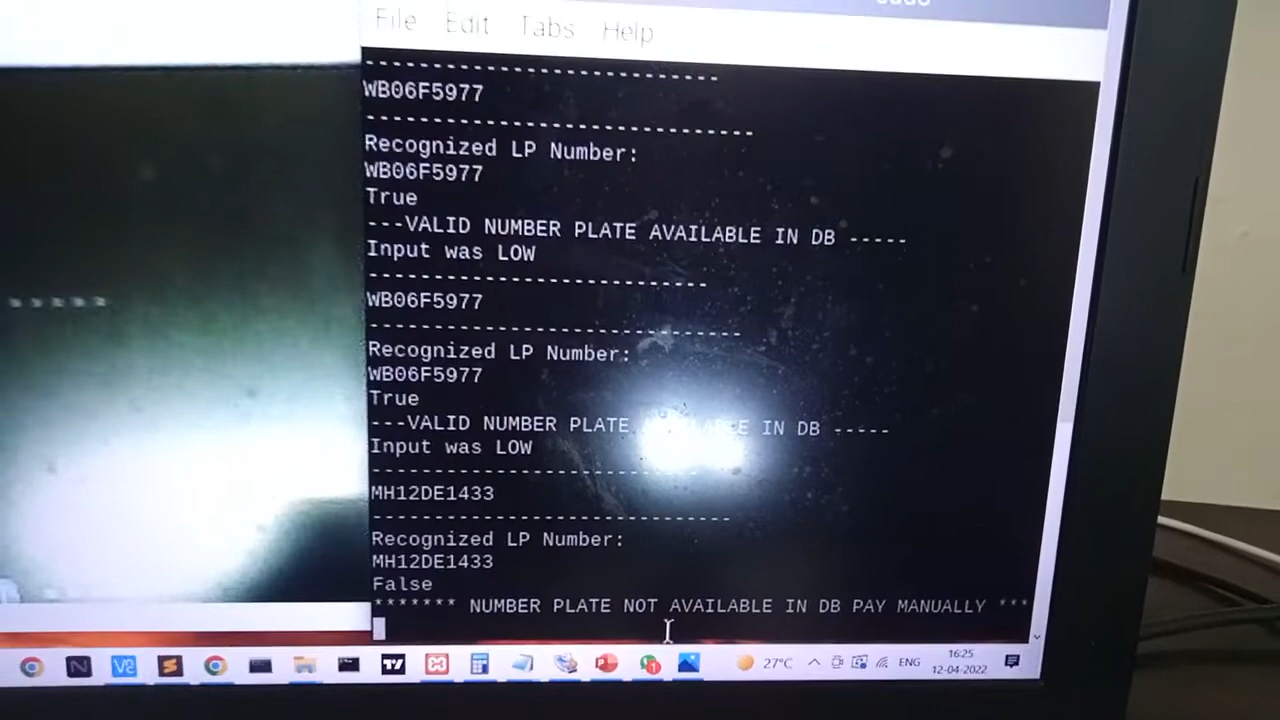 File Edit Tabs Help
---------------------------
WB06F5977
------------------------------
Recognized LP Number:
WB06F5977
True
---VALID NUMBER PLATE AVAILABLE IN DB -----
Input was LOW
---------------------------
WB06F5977
------------------------------
Recognized LP Number:
WB06F5977
True
---VALID NUMBER PLATE AVAILABLE IN DB -----
Input was LOW
---------------------------
MH12DE1433
------------------------------
Recognized LP Number:
MH12DE1433
False
******* NUMBER PLATE NOT AVAILABLE IN DB PAY MANUALLY ***
27°C ENG 16:25
12-04-2022